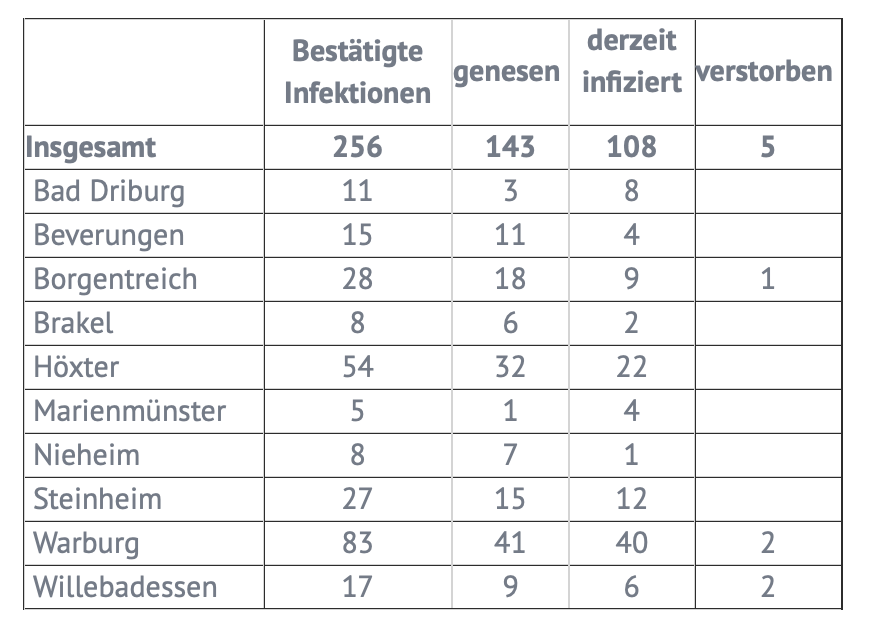 Bestätigte Infektionen genesen derzeit infiziert verstorben
Insgesamt 256 143 108 5
Bad Driburg 11 3 8
Beverungen 15 11 4
Borgentreich 28 18 9 1
Brakel 8 6 2
Höxter 54 32 22
Marienmünster 5 1 4
Nieheim 8 7 1
Steinheim 27 15 12
Warburg 83 41 40 2
Willebadessen 17 9 6 2